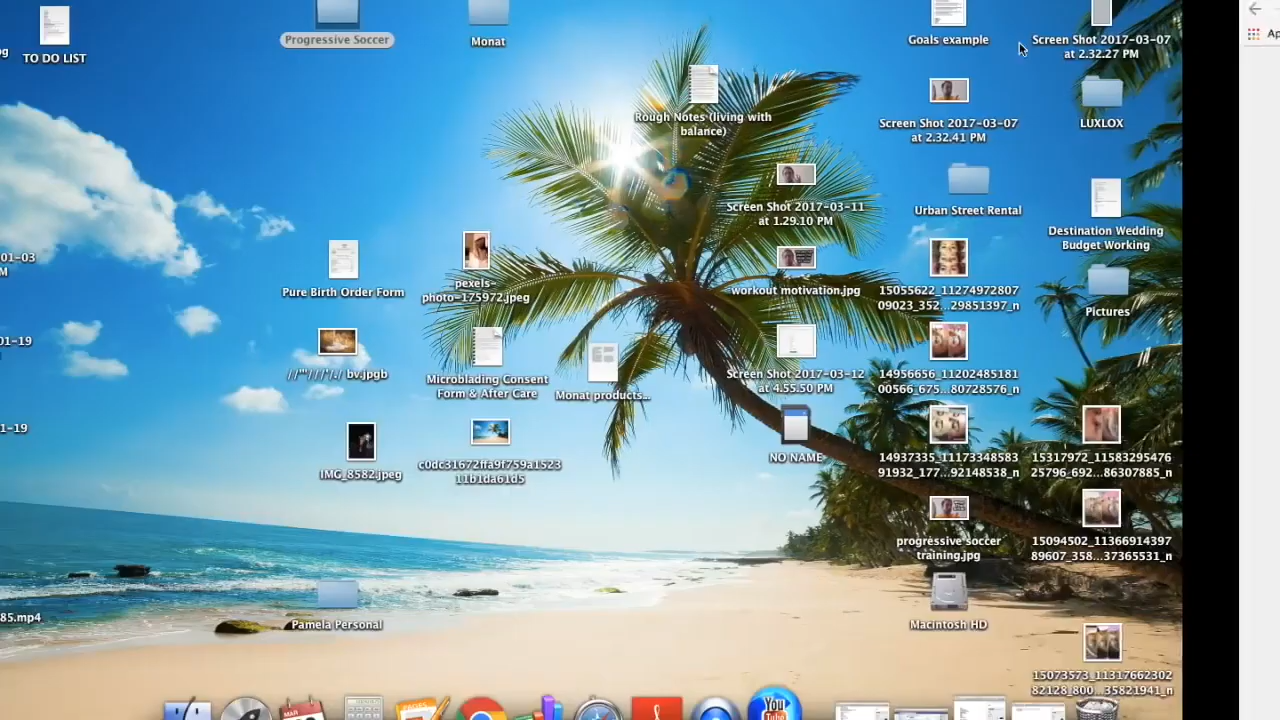 TO DO LIST
Progressive Soccer
Monat
Goals example
Screen Shot 2017-03-07
at 2.32.27 PM
Ap
Rough Notes (living with
balance)
Screen Shot 2017-03-07
at 2.32.41 PM
LUXLOX
Screen Shot 2017-03-11
at 1.29.10 PM
Urban Street Rental
Destination Wedding
Budget Working
01-03
M
Pure Birth Order Form
pexels-
photo-175972.jpeg
workout motivation.jpg
15055622_11274972807
09023_352...29851397_n
Pictures
01-19
//"'///'/./ bv.jpgb
Microblading Consent
Form & After Care
Monat products...
Screen Shot 2017-03-12
at 4.55.50 PM
14956656_11202485181
00566_675...80728576_n
1-19
IMG_8582.jpeg
c0dc31672ffa9f759a1523
11b1da61d5
NO NAME
14937335_11173348583
91932_177...92148538_n
15317972_11583295476
25796_692...86307885_n
progressive soccer
training.jpg
15094502_11366914397
89607_358...37365531_n
85.mp4
Pamela Personal
Macintosh HD
15073573_11317662302
82128_800...35821941_n
MAR
PAGES
You
Tube